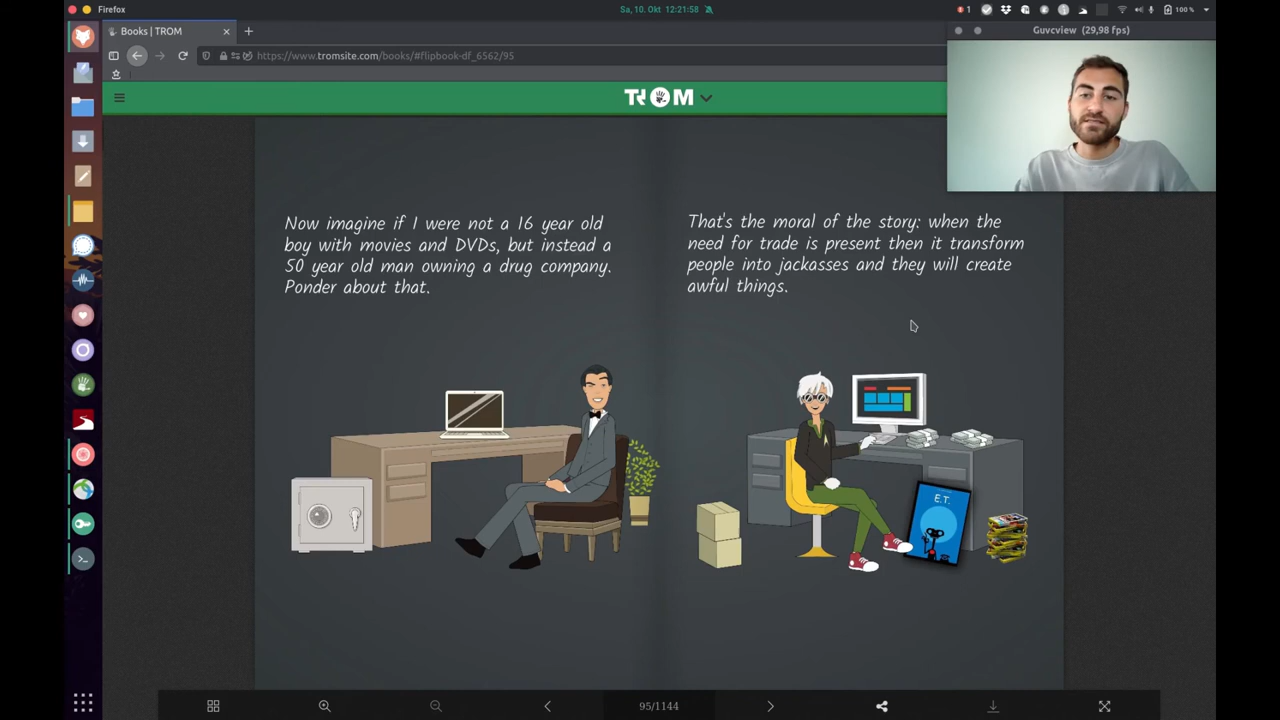 Firefox
Sa, 10. Okt 12:21:58
1
100 %
Books | TROM
Guvcview (29,98 fps)
https://www.tromsite.com/books/#flipbook-df_6562/95
TROM
Now imagine if I were not a 16 year old
boy with movies and DVDs, but instead a
50 year old man owning a drug company.
Ponder about that.
That's the moral of the story: when the
need for trade is present then it transform
people into jackasses and they will create
awful things.
E.T.
95/1144